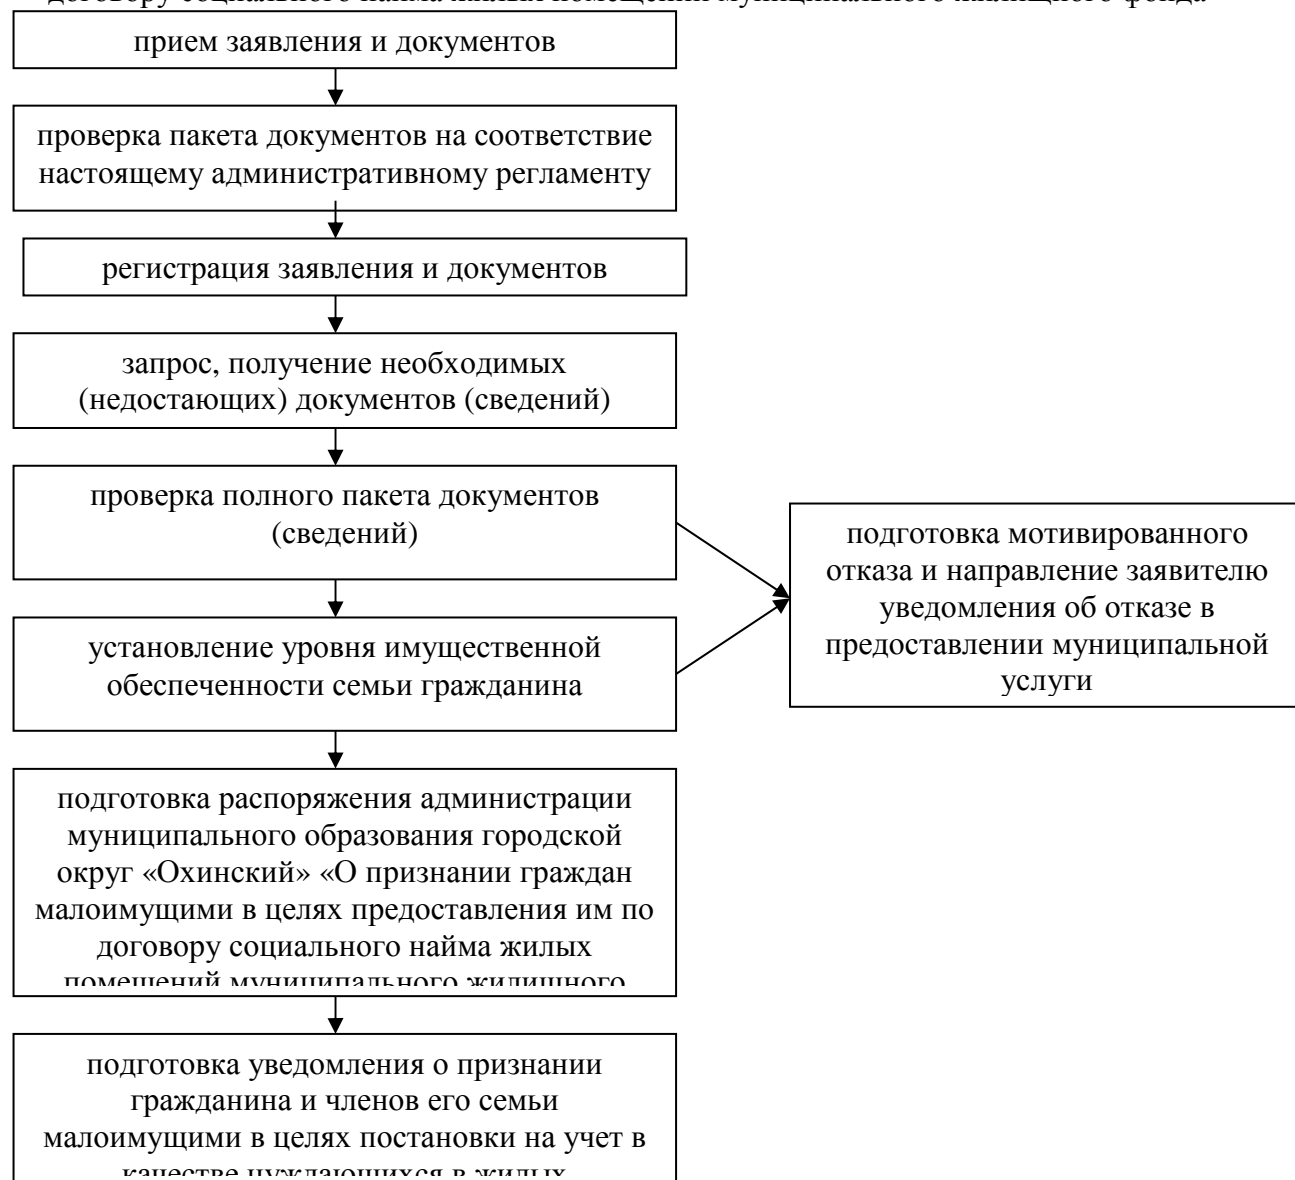 договору социального найма жилых помещений муниципального жилищного фонда
прием заявления и документов
проверка пакета документов на соответствие
настоящему административному регламенту
регистрация заявления и документов
запрос, получение необходимых
(недостающих) документов (сведений)
проверка полного пакета документов
(сведений)
подготовка мотивированного
отказа и направление заявителю
уведомления об отказе в
предоставлении муниципальной
услуги
установление уровня имущественной
обеспеченности семьи гражданина
подготовка распоряжения администрации
муниципального образования городской
округ «Охинский» «О признании граждан
малоимущими в целях предоставления им по
договору социального найма жилых
помещений муниципального жилищного
подготовка уведомления о признании
гражданина и членов его семьи
малоимущими в целях постановки на учет в
качестве нуждающихся в жилых